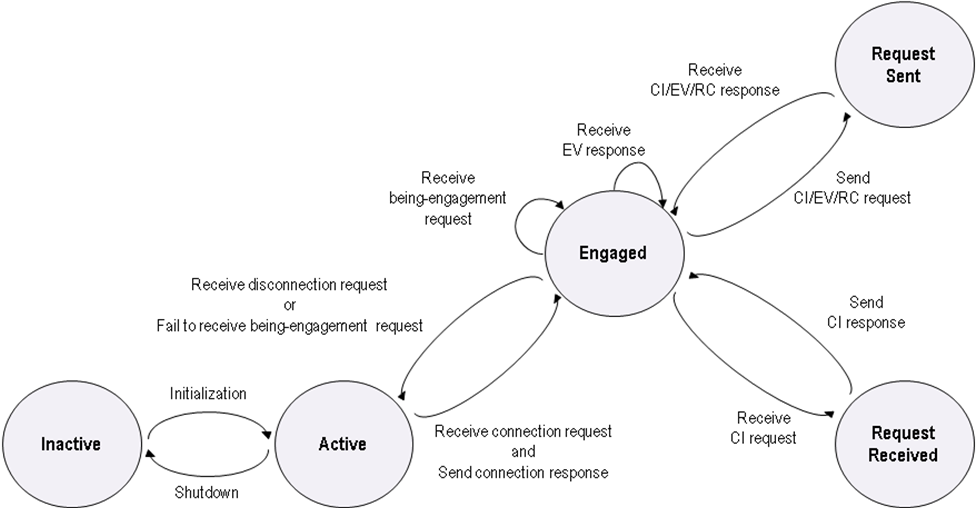 Request
Sent
Receive
CI/EV/RC response
Receive
EV response
Send
CI/EV/RC request
Receive
being-engagement
request
Engaged
Receive disconnection request
or
Fail to receive being-engagement request
Send
CI response
Initialization
Inactive
Active
Receive connection request
and
Send connection response
Receive
CI request
Request
Received
Shutdown